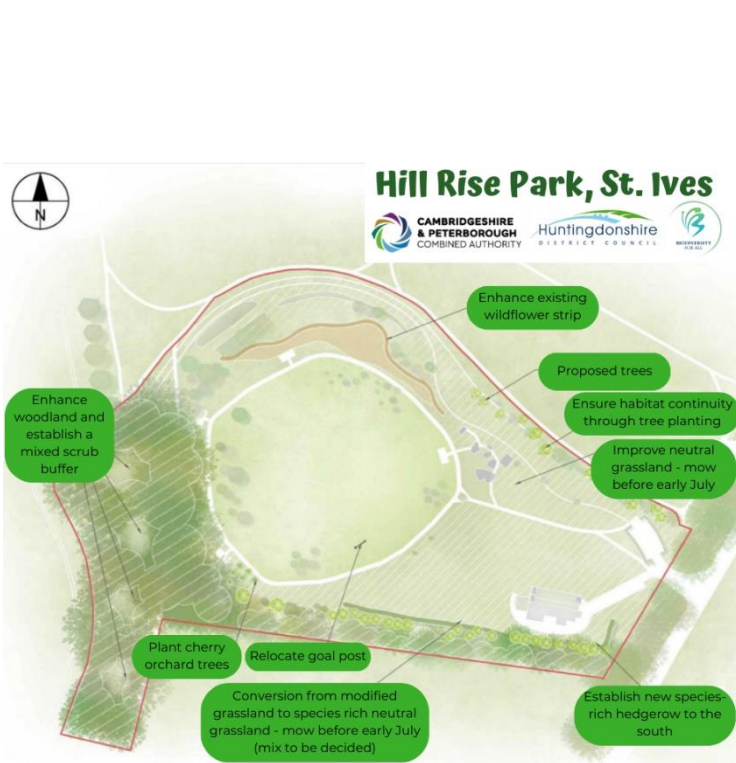 Hill Rise Park, St. Ives
CAMBRIDGESHIRE
& PETERBOROUGH
COMBINED AUTHORITY
Huntingdonshire
DISTRICT COUNCIL
BIODIVERSITY
FOR ALL
N
Enhance existing
wildflower strip
Proposed trees
Ensure habitat continuity
through tree planting
Enhance
woodland and
establish a
mixed scrub
buffer
Improve neutral
grassland - mow
before early July
Plant cherry
orchard trees
Relocate goal post
Conversion from modified
grassland to species rich neutral
grassland - mow before early July
(mix to be decided)
Establish new species-
rich hedgerow to the
south